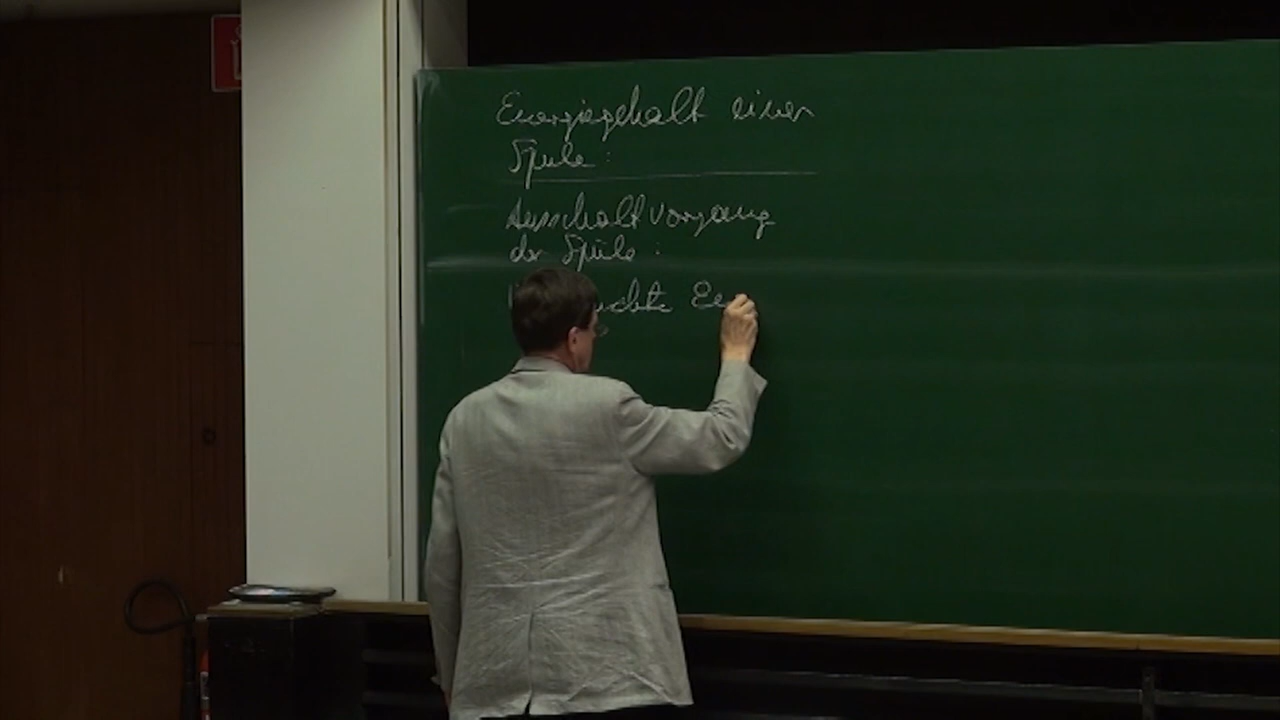 Energiegehalt einer
Spule:
Ausschaltvorgang
der Spule: